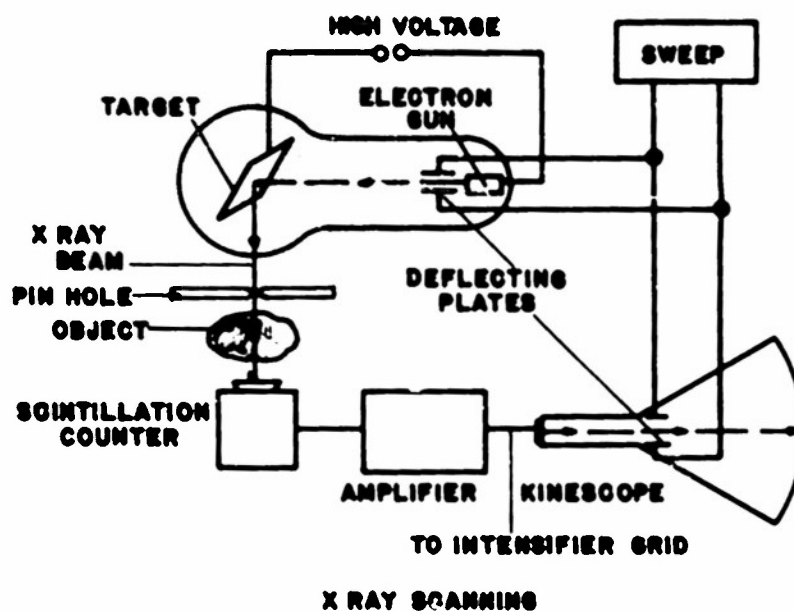 HIGH VOLTAGE
SWEEP
TARGET
ELECTRON
GUN
X RAY
BEAM
PIN HOLE
DEFLECTING
PLATES
OBJECT
SCINTILLATION
COUNTER
AMPLIFIER
KINESCOPE
TO INTENSIFIER GRID
X RAY SCANNING